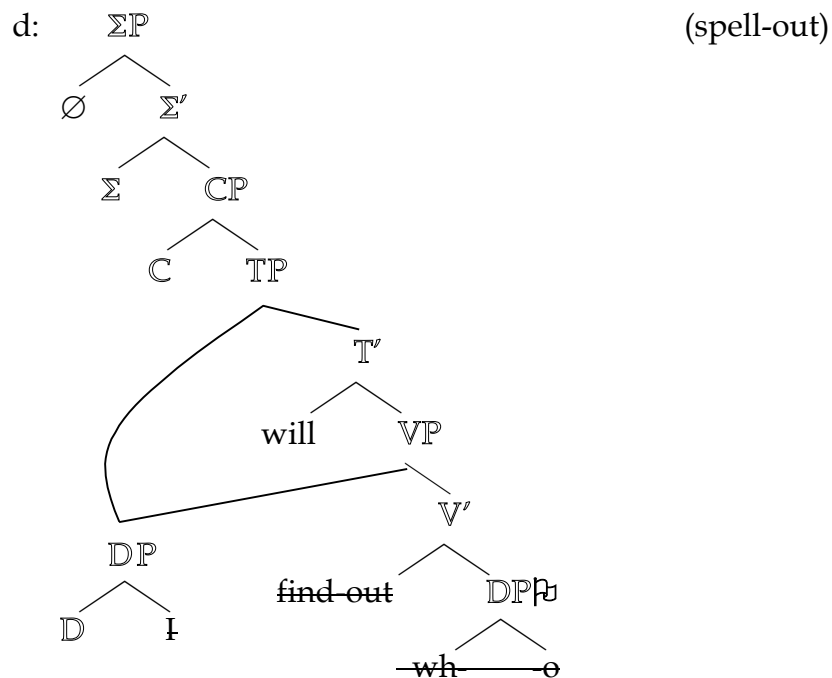 d: ΣP (spell-out)
∅ Σ′
Σ CP
C TP
T′
will VP
V′
DP
find-out DP⚐
D I
wh- -o